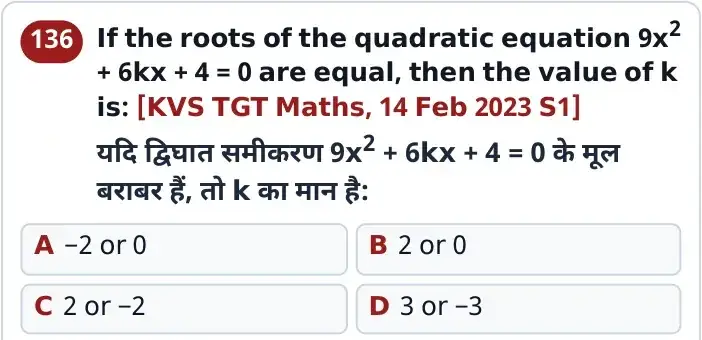 136 If the roots of the quadratic equation 9x²
+ 6kx + 4 = 0 are equal, then the value of k
is: [KVS TGT Maths, 14 Feb 2023 S1]
यदि द्विघात समीकरण 9x² + 6kx + 4 = 0 के मूल
बराबर हैं, तो k का मान है:
A −2 or 0
B 2 or 0
C 2 or −2
D 3 or −3